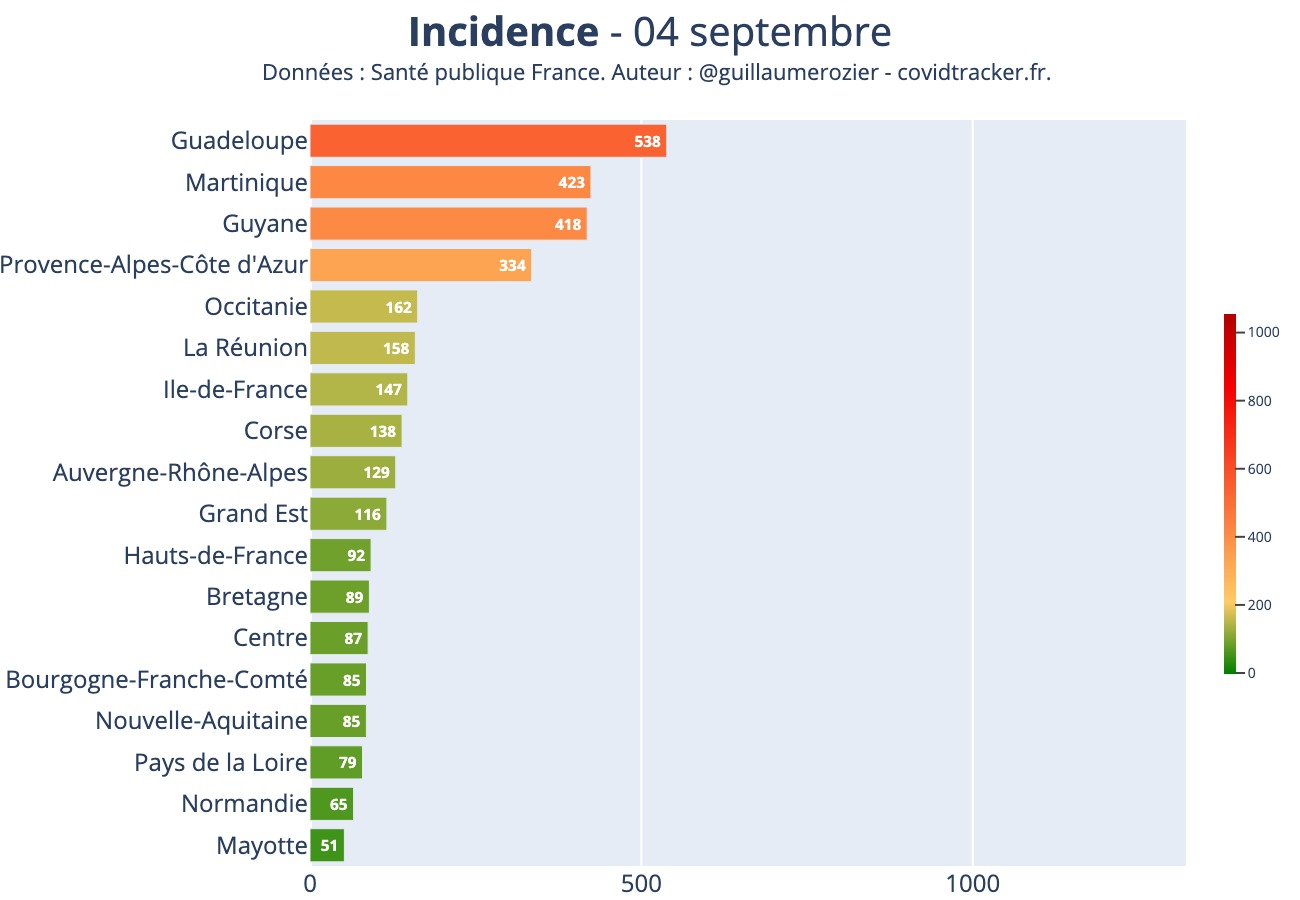 Incidence - 04 septembre
Données : Santé publique France. Auteur : @guillaumerozier - covidtracker.fr.
Guadeloupe 538
Martinique 423
Guyane 418
Provence-Alpes-Côte d'Azur 334
Occitanie 162
La Réunion 158
Ile-de-France 147
Corse 138
Auvergne-Rhône-Alpes 129
Grand Est 116
Hauts-de-France 92
Bretagne 89
Centre 87
Bourgogne-Franche-Comté 85
Nouvelle-Aquitaine 85
Pays de la Loire 79
Normandie 65
Mayotte 51
0 500 1000
1000
800
600
400
200
0